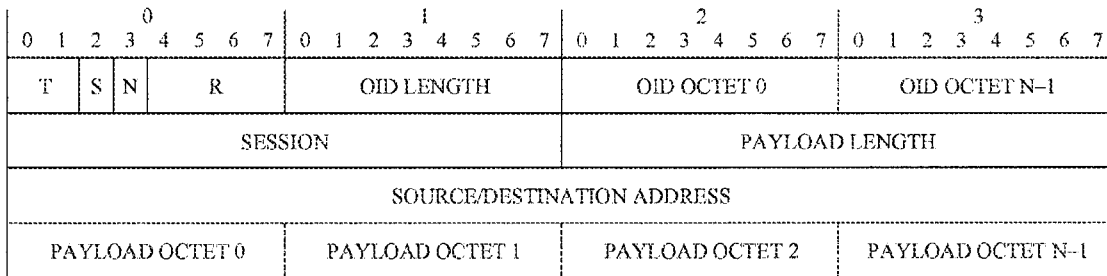 0 1 2 3
0 1 2 3 4 5 6 7 0 1 2 3 4 5 6 7 0 1 2 3 4 5 6 7 0 1 2 3 4 5 6 7
T S N R OID LENGTH OID OCTET 0 OID OCTET N–1
SESSION PAYLOAD LENGTH
SOURCE/DESTINATION ADDRESS
PAYLOAD OCTET 0 PAYLOAD OCTET 1 PAYLOAD OCTET 2 PAYLOAD OCTET N–1